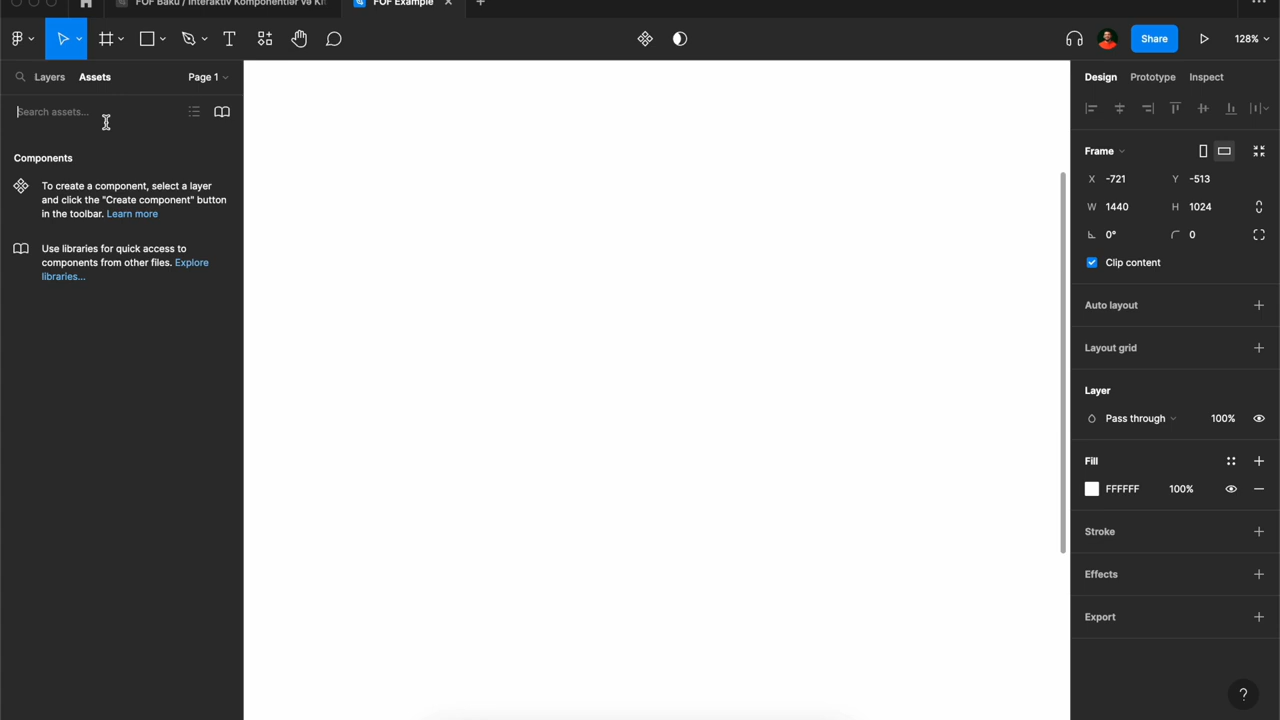 FOF Baku / İnteraktiv Komponentlər və Ki
FOF Example
Share
128%
Layers
Assets
Page 1
Search assets...
Components
To create a component, select a layer
and click the "Create component" button
in the toolbar. Learn more
Use libraries for quick access to
components from other files. Explore
libraries...
Design
Prototype
Inspect
Frame
X -721
Y -513
W 1440
H 1024
0°
0
Clip content
Auto layout
Layout grid
Layer
Pass through
100%
Fill
FFFFFF
100%
Stroke
Effects
Export
?